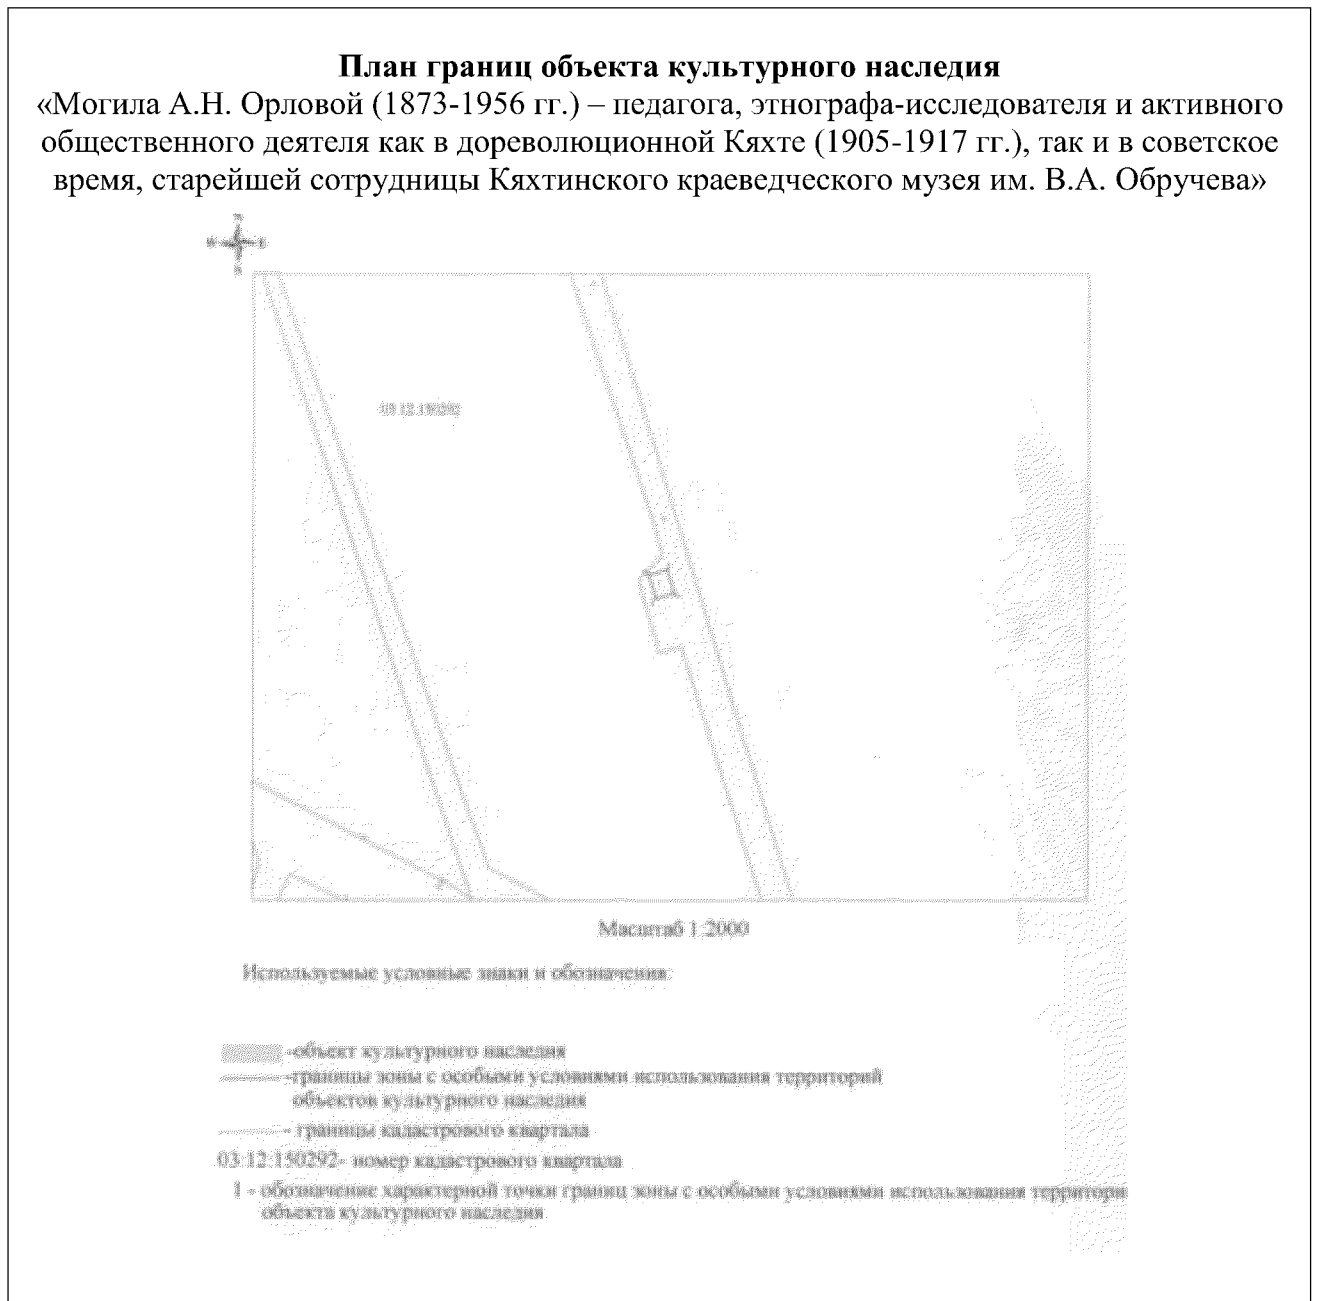 План границ объекта культурного наследия
«Могила А.Н. Орловой (1873-1956 гг.) – педагога, этнографа-исследователя и активного
общественного деятеля как в дореволюционной Кяхте (1905-1917 гг.), так и в советское
время, старейшей сотрудницы Кяхтинского краеведческого музея им. В.А. Обручева»
Масштаб 1:2000
Используемые условные знаки и обозначения:
-объект культурного наследия
-границы зоны с особыми условиями использования территорий
объектов культурного наследия
- границы кадастрового квартала
03:12:150292- номер кадастрового квартала
1 - обозначение характерной точки границ зоны с особыми условиями использования территори
объекта культурного наследия